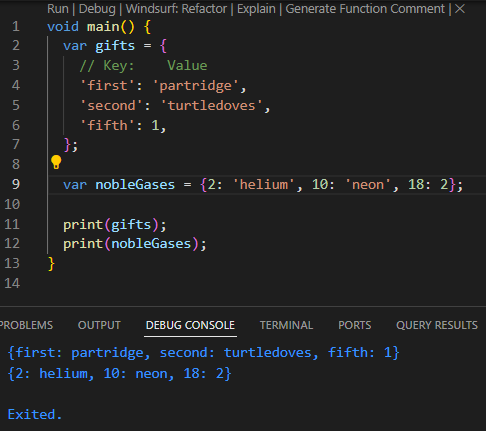 Run | Debug | Windsurf: Refactor | Explain | Generate Function Comment | ×
1 void main() {
2   var gifts = {
3     // Key:    Value
4     'first': 'partridge',
5     'second': 'turtledoves',
6     'fifth': 1,
7   };
8
9   var nobleGases = {2: 'helium', 10: 'neon', 18: 2};
10
11   print(gifts);
12   print(nobleGases);
13 }
14
PROBLEMS OUTPUT DEBUG CONSOLE TERMINAL PORTS QUERY RESULTS
{first: partridge, second: turtledoves, fifth: 1}
{2: helium, 10: neon, 18: 2}
Exited.